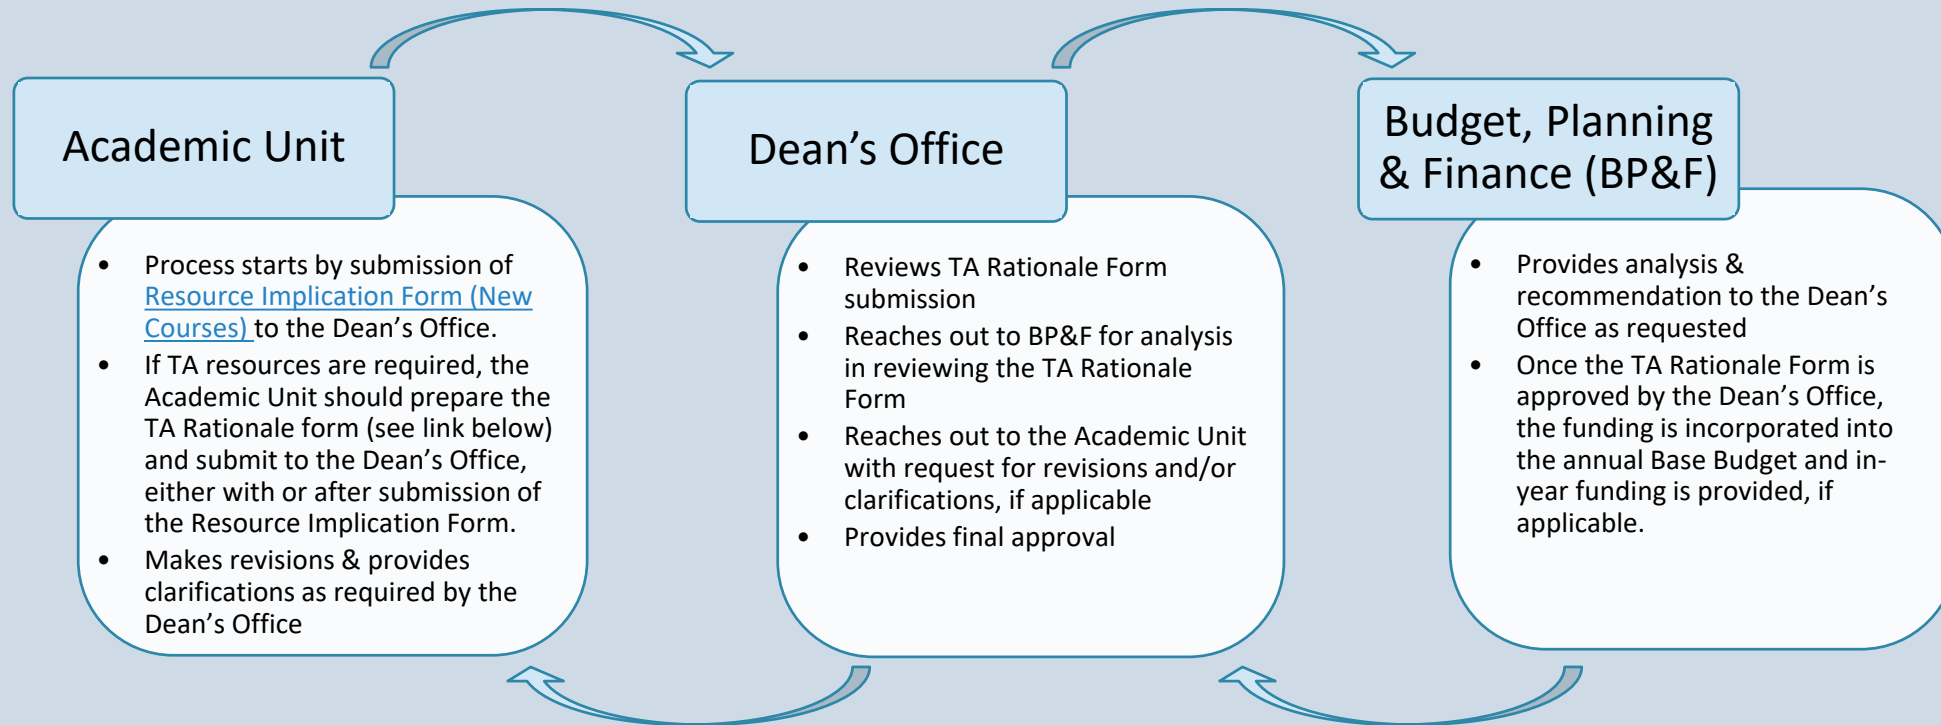 Academic Unit
• Process starts by submission of
Resource Implication Form (New
Courses) to the Dean’s Office.
• If TA resources are required, the
Academic Unit should prepare the
TA Rationale form (see link below)
and submit to the Dean’s Office,
either with or after submission of
the Resource Implication Form.
• Makes revisions & provides
clarifications as required by the
Dean’s Office
Dean’s Office
• Reviews TA Rationale Form
submission
• Reaches out to BP&F for analysis
in reviewing the TA Rationale
Form
• Reaches out to the Academic Unit
with request for revisions and/or
clarifications, if applicable
• Provides final approval
Budget, Planning
& Finance (BP&F)
• Provides analysis &
recommendation to the Dean’s
Office as requested
• Once the TA Rationale Form is
approved by the Dean’s Office,
the funding is incorporated into
the annual Base Budget and in-
year funding is provided, if
applicable.